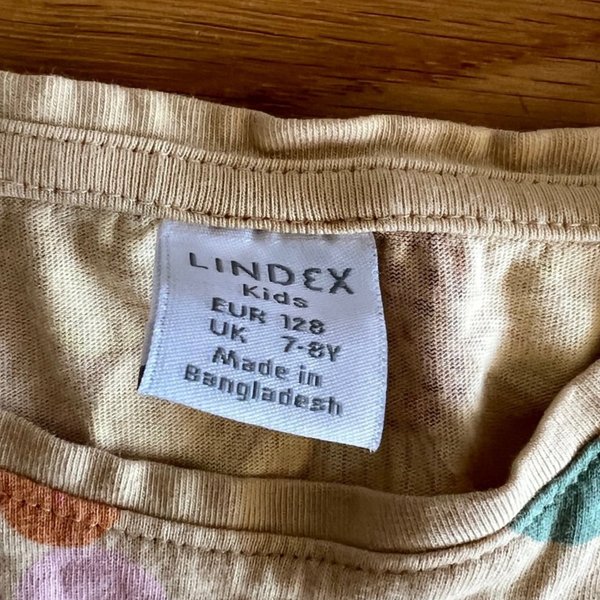 LINDEX
Kids
EUR 128
UK 7-8Y
Made in
Bangladesh